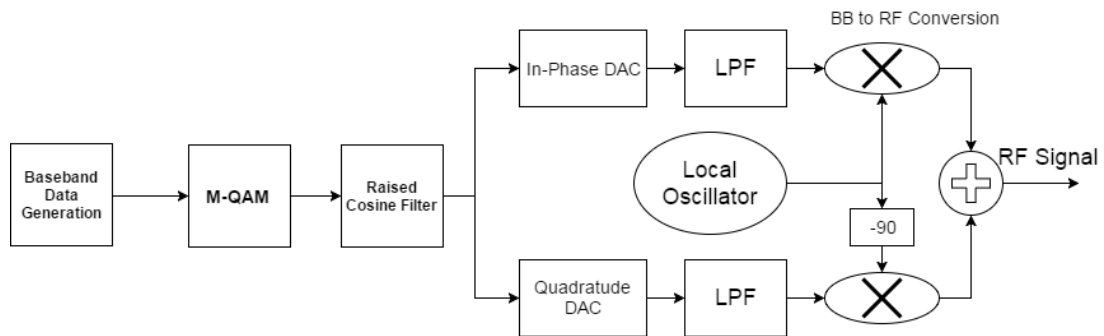 BB to RF Conversion
In-Phase DAC
LPF
Baseband
Data
Generation
M-QAM
Raised
Cosine Filter
Local
Oscillator
RF Signal
-90
Quadratude
DAC
LPF